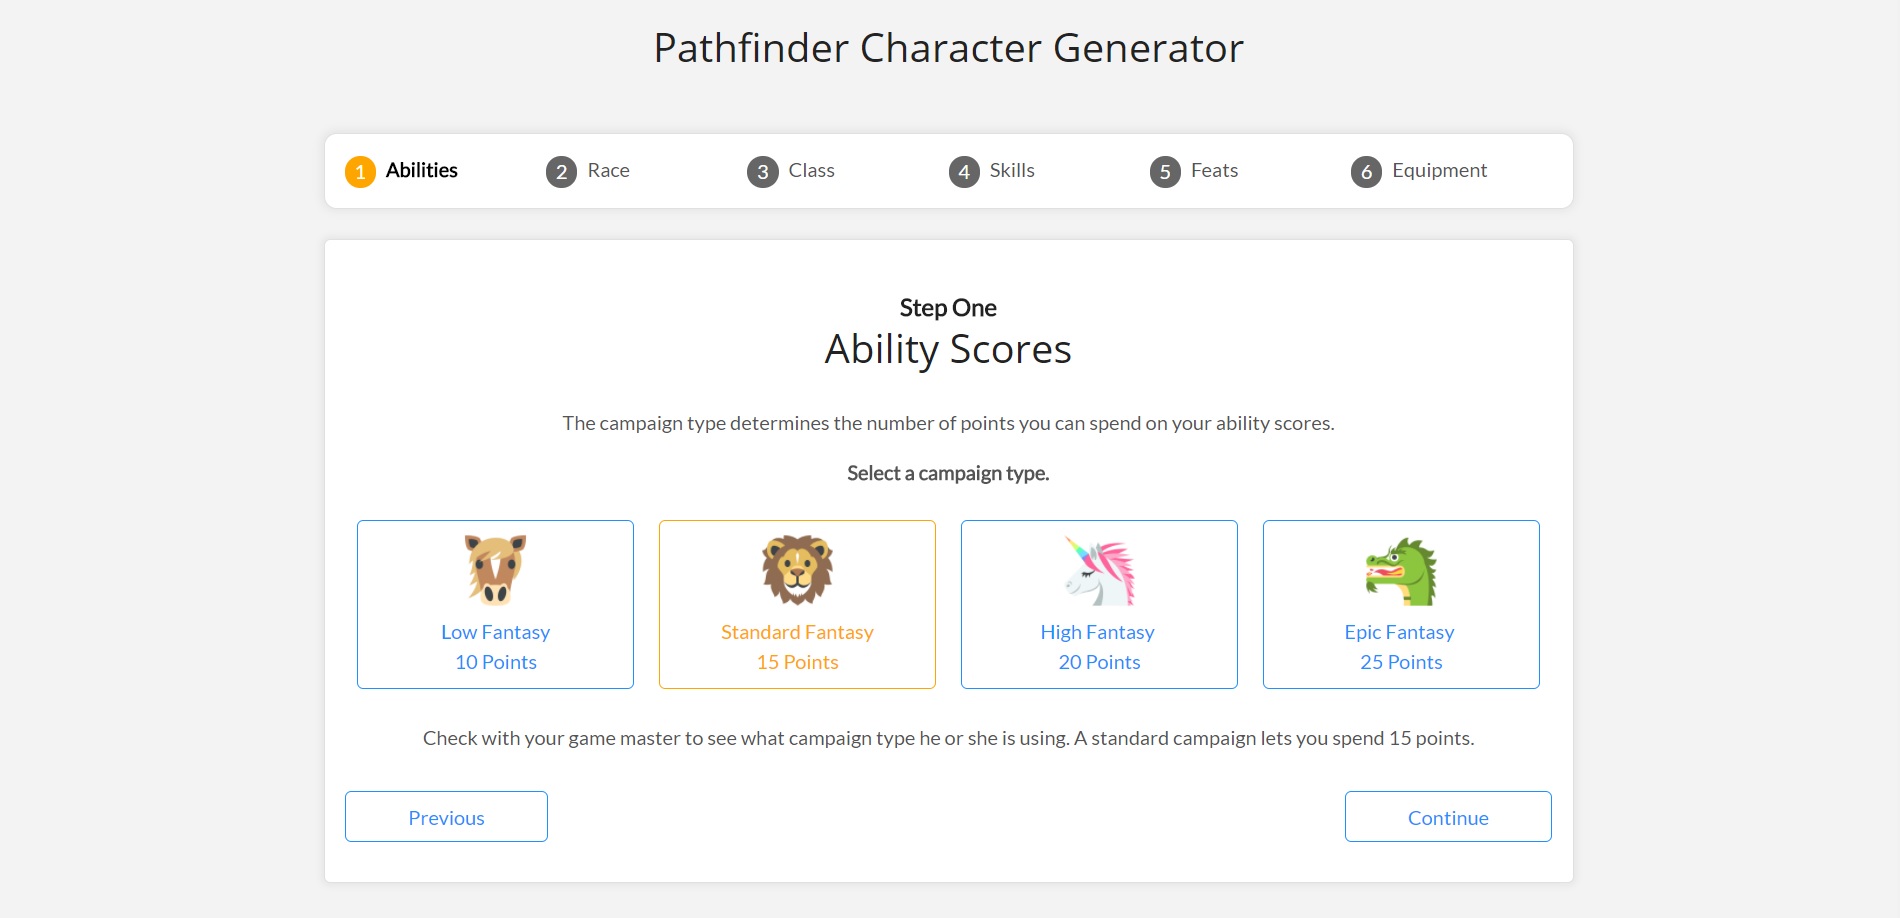 Pathfinder Character Generator
1 Abilities
2 Race
3 Class
4 Skills
5 Feats
6 Equipment
Step One
Ability Scores
The campaign type determines the number of points you can spend on your ability scores.
Select a campaign type.
Low Fantasy
10 Points
Standard Fantasy
15 Points
High Fantasy
20 Points
Epic Fantasy
25 Points
Check with your game master to see what campaign type he or she is using. A standard campaign lets you spend 15 points.
Previous
Continue